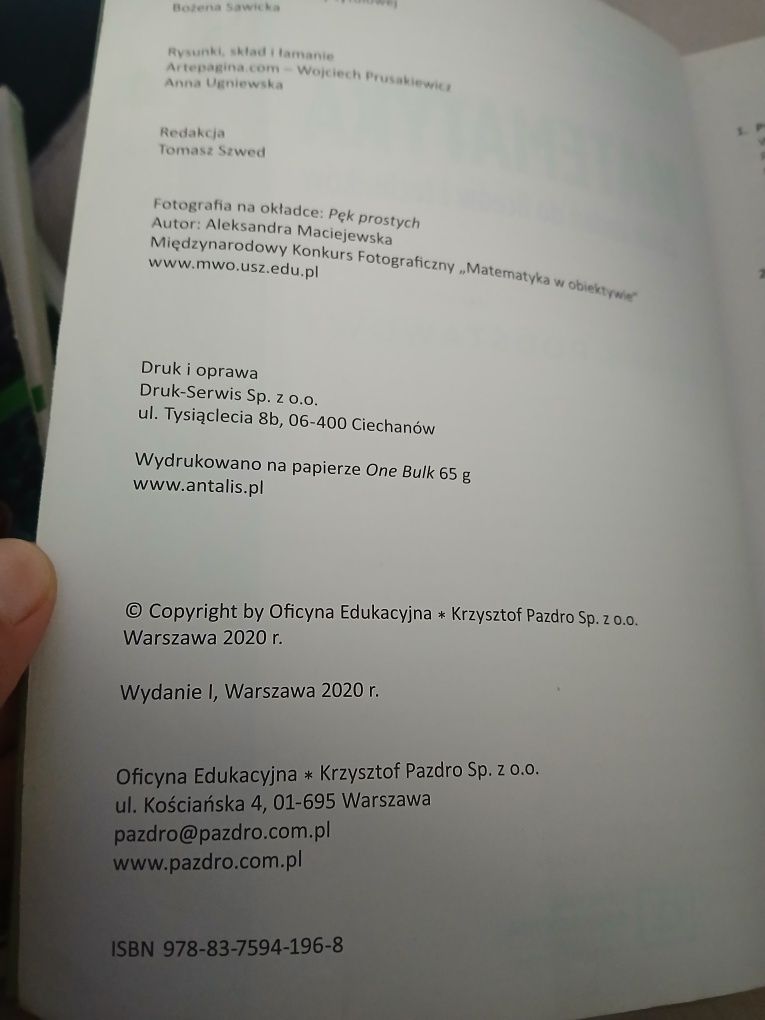 Bożena Sawicka
Rysunki, skład i łamanie
Artepagina.com – Wojciech Prusakiewicz
Anna Ugniewska
Redakcja
Tomasz Szwed
Fotografia na okładce: Pęk prostych
Autor: Aleksandra Maciejewska
Międzynarodowy Konkurs Fotograficzny „Matematyka w obiektywie”
www.mwo.usz.edu.pl
Druk i oprawa
Druk-Serwis Sp. z o.o.
ul. Tysiąclecia 8b, 06-400 Ciechanów
Wydrukowano na papierze One Bulk 65 g
www.antalis.pl
© Copyright by Oficyna Edukacyjna * Krzysztof Pazdro Sp. z o.o.
Warszawa 2020 r.
Wydanie I, Warszawa 2020 r.
Oficyna Edukacyjna * Krzysztof Pazdro Sp. z o.o.
ul. Kościańska 4, 01-695 Warszawa
pazdro@pazdro.com.pl
www.pazdro.com.pl
ISBN 978-83-7594-196-8
1.
2